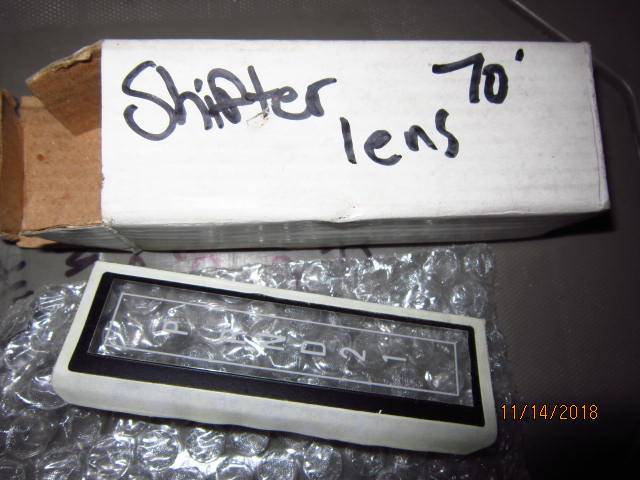 Shifter 70'
lens
P R N D 2 1
11/14/2018